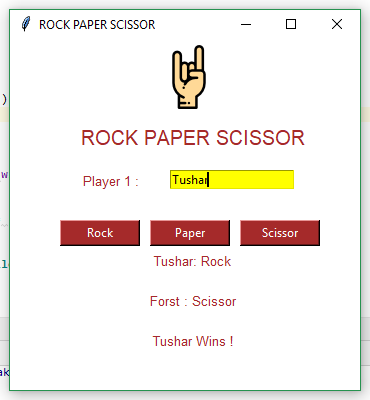 ROCK PAPER SCISSOR
ROCK PAPER SCISSOR
Player 1 : Tushar
Rock Paper Scissor
Tushar: Rock
Forst : Scissor
Tushar Wins !